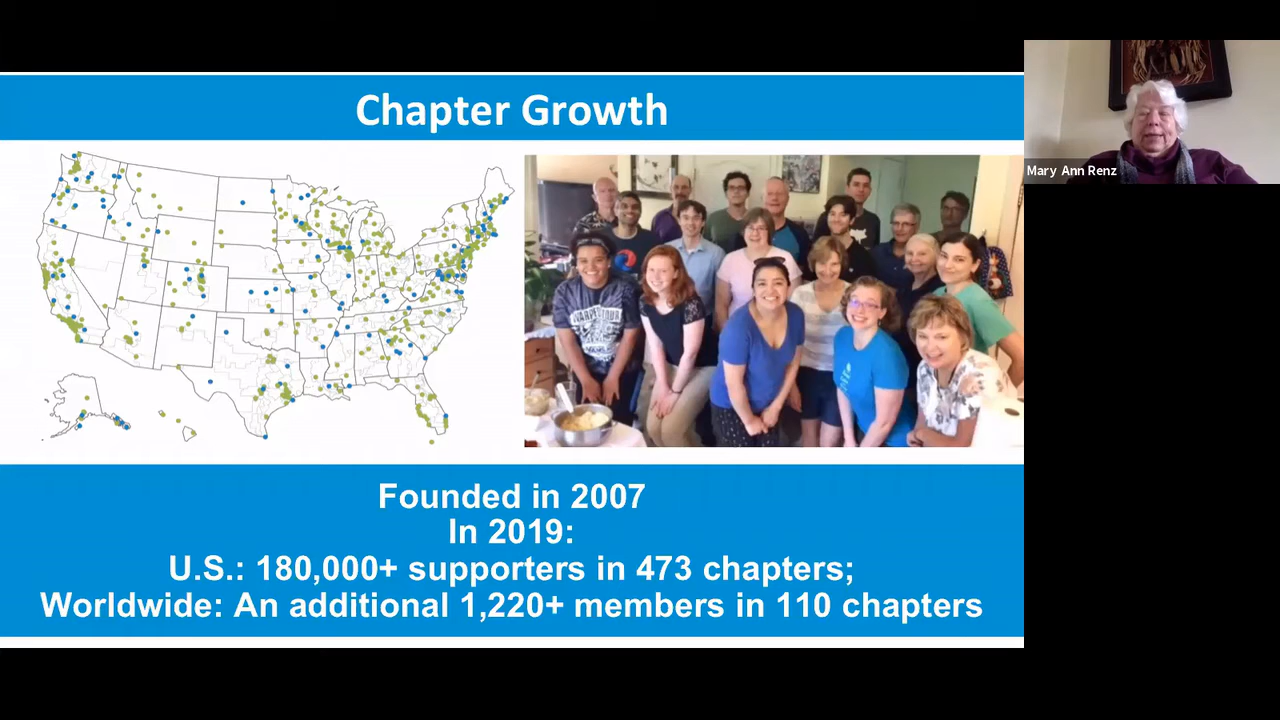 Chapter Growth
Mary Ann Renz
Founded in 2007
In 2019:
U.S.: 180,000+ supporters in 473 chapters;
Worldwide: An additional 1,220+ members in 110 chapters